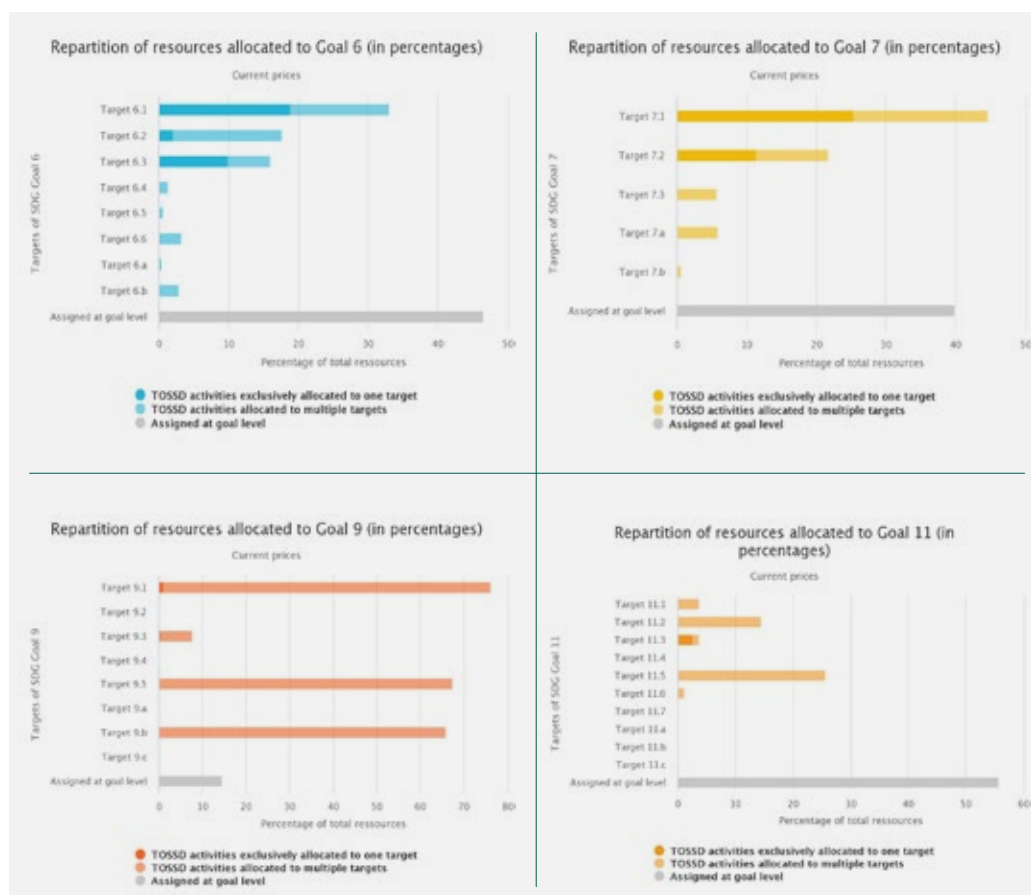 Repartition of resources allocated to Goal 6 (in percentages)
Current prices
Targets of SDG Goal 6
Target 6.1
Target 6.2
Target 6.3
Target 6.4
Target 6.5
Target 6.6
Target 6.a
Target 6.b
Assigned at goal level
0 10 20 30 40 50
Percentage of total ressources
TOSSD activities exclusively allocated to one target
TOSSD activities allocated to multiple targets
Assigned at goal level
Repartition of resources allocated to Goal 7 (in percentages)
Current prices
Targets of SDG Goal 7
Target 7.1
Target 7.2
Target 7.3
Target 7.a
Target 7.b
Assigned at goal level
0 10 20 30 40 50
Percentage of total ressources
TOSSD activities exclusively allocated to one target
TOSSD activities allocated to multiple targets
Assigned at goal level
Repartition of resources allocated to Goal 9 (in percentages)
Current prices
Targets of SDG Goal 9
Target 9.1
Target 9.2
Target 9.3
Target 9.4
Target 9.5
Target 9.a
Target 9.b
Target 9.c
Assigned at goal level
0 10 20 30 40 50 60 70 80
Percentage of total ressources
TOSSD activities exclusively allocated to one target
TOSSD activities allocated to multiple targets
Assigned at goal level
Repartition of resources allocated to Goal 11 (in
percentages)
Current prices
Targets of SDG Goal 11
Target 11.1
Target 11.2
Target 11.3
Target 11.4
Target 11.5
Target 11.6
Target 11.7
Target 11.a
Target 11.b
Target 11.c
Assigned at goal level
0 10 20 30 40 50 60
Percentage of total ressources
TOSSD activities exclusively allocated to one target
TOSSD activities allocated to multiple targets
Assigned at goal level